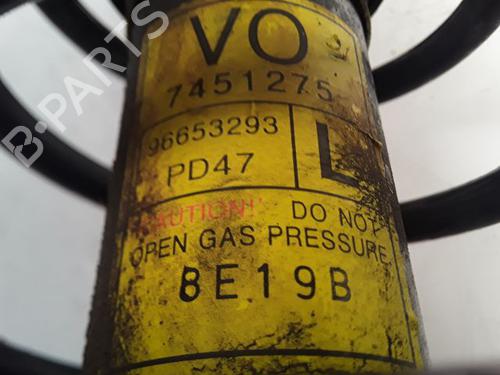 VO
7451275
96653293
PD47
L
CAUTION! DO NOT
OPEN GAS PRESSURE
8E19B
B-PARTS